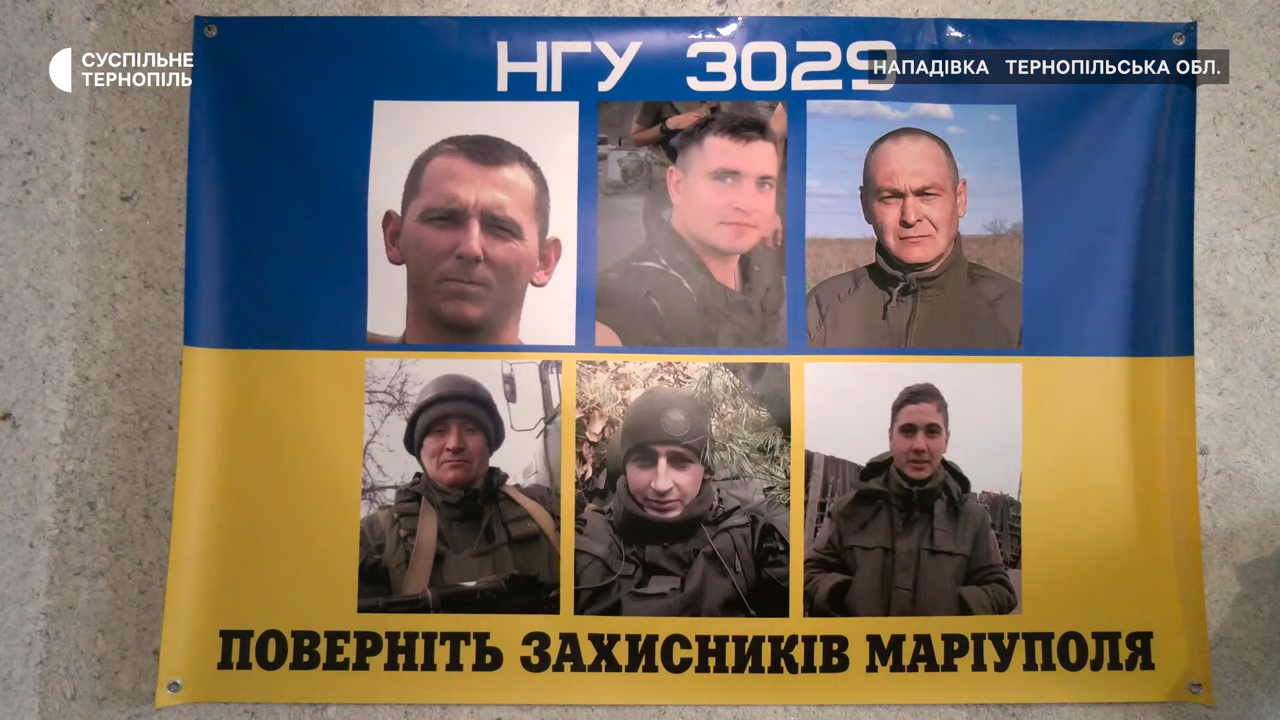 СУСПІЛЬНЕ
ТЕРНОПІЛЬ
НГУ 3029
НАПАДІВКА ТЕРНОПІЛЬСЬКА ОБЛ.
ПОВЕРНІТЬ ЗАХИСНИКІВ МАРІУПОЛЯ